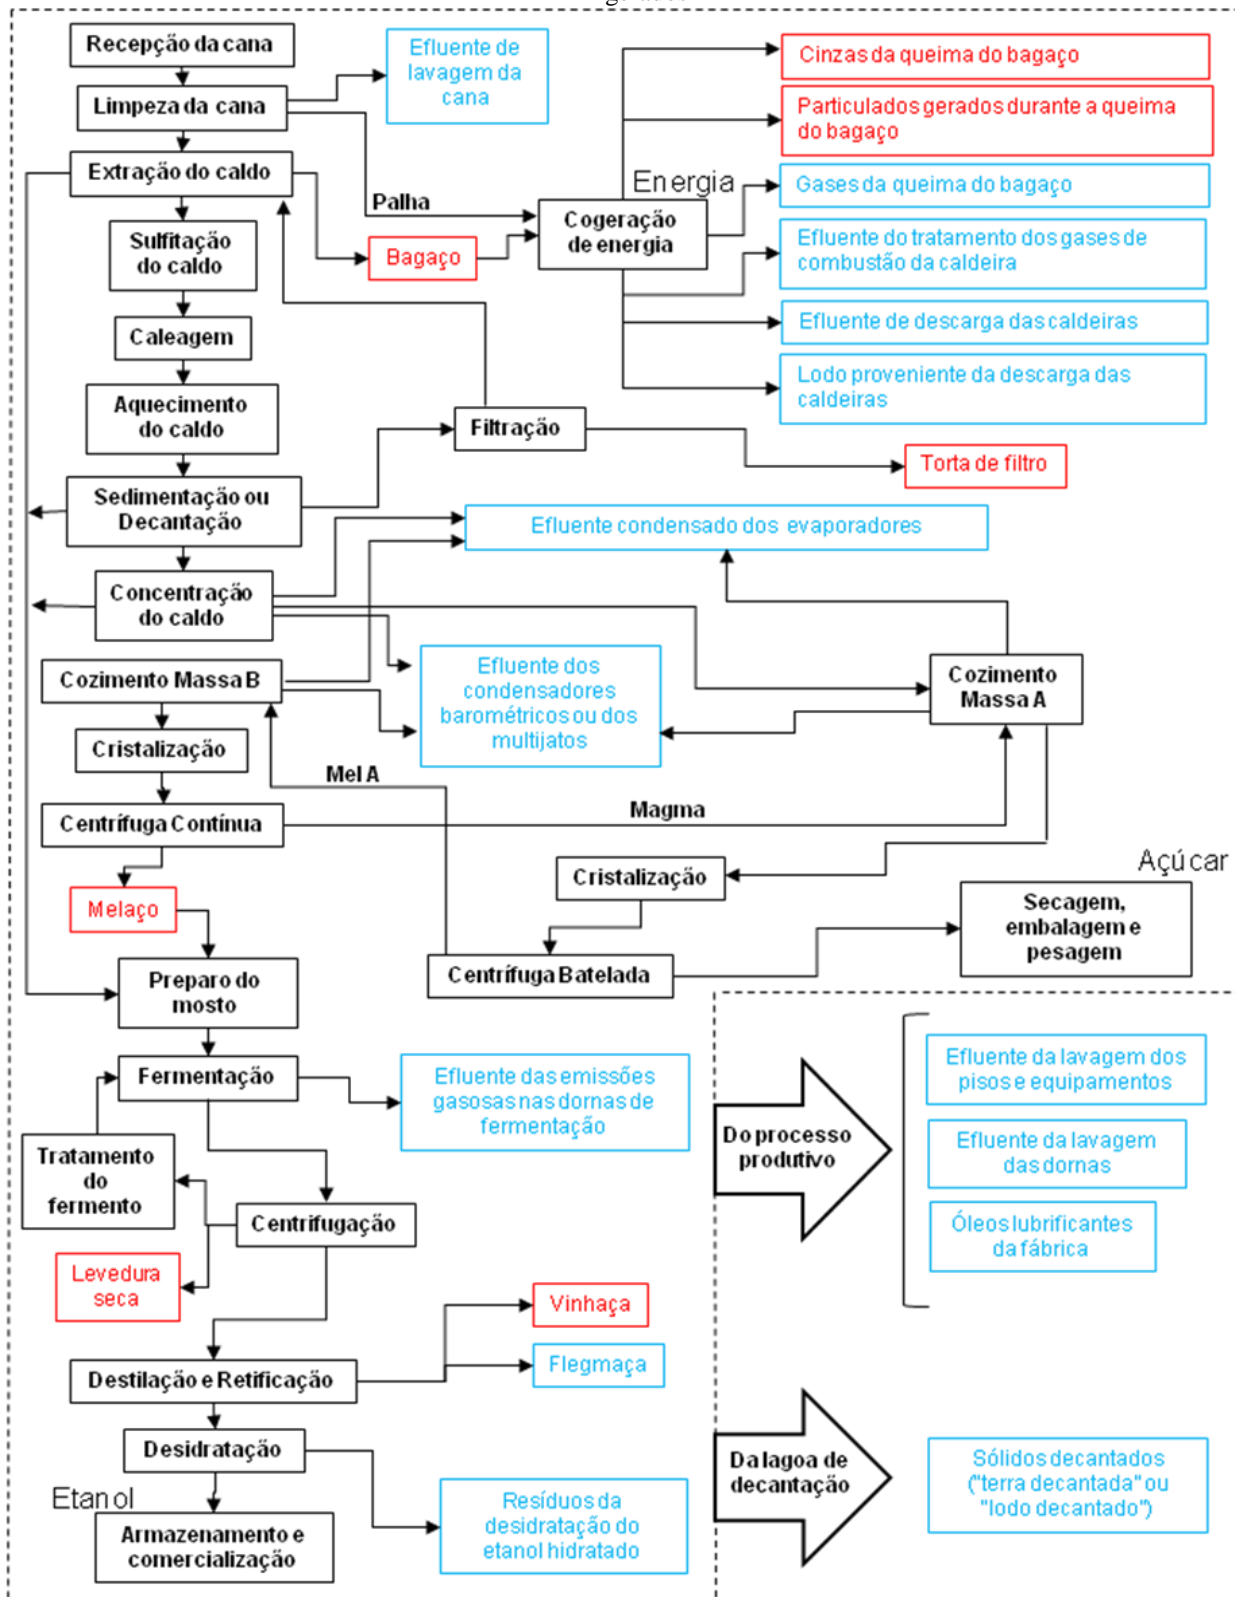 Recepção da cana
Efluente de
lavagem da
cana
Cinzas da queima do bagaço
Limpeza da cana
Particulados gerados durante a queima
do bagaço
Extração do caldo
Palha
Energia
Gases da queima do bagaço
Cogeração
de energia
Sulfitação
do caldo
Bagaço
Efluente do tratamento dos gases de
combustão da caldeira
Caleagem
Efluente de descarga das caldeiras
Lodo proveniente da descarga das
caldeiras
Aquecimento
do caldo
Filtração
Torta de filtro
Sedimentação ou
Decantação
Efluente condensado dos evaporadores
Concentração
do caldo
Cozimento Massa B
Efluente dos
condensadores
barométricos ou dos
multijatos
Cozimento
Massa A
Cristalização
Mel A
Centrífuga Contínua
Magma
Cristalização
Açúcar
Melaço
Secagem,
embalagem e
pesagem
Centrífuga Batelada
Preparo do
mosto
Fermentação
Efluente das emissões
gasosas nas dornas de
fermentação
Efluente da lavagem dos
pisos e equipamentos
Do processo
produtivo
Efluente da lavagem
das dornas
Óleos lubrificantes
da fábrica
Tratamento
do
fermento
Centrifugação
Levedura
seca
Vinhaça
Flegmaça
Destilação e Retificação
Desidratação
Da lagoa de
decantação
Sólidos decantados
("terra decantada" ou
"lodo decantado")
Etanol
Resíduos da
desidratação do
etanol hidratado
Armazenamento e
comercialização